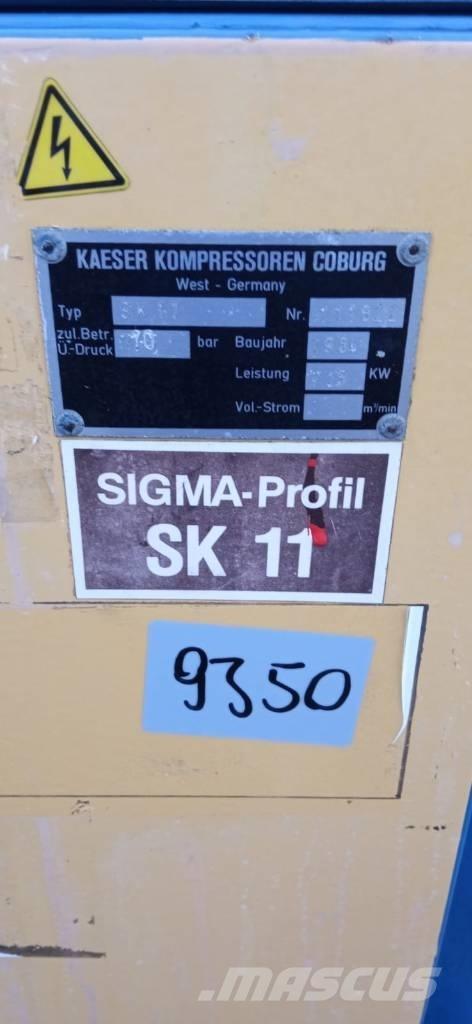 KAESER KOMPRESSOREN COBURG
West - Germany
Typ Nr.
zul.Betr.
Ü-Druck 10 bar Baujahr
Leistung KW
Vol.-Strom m³/min
SIGMA-Profil
SK 11
9350
MASCUS